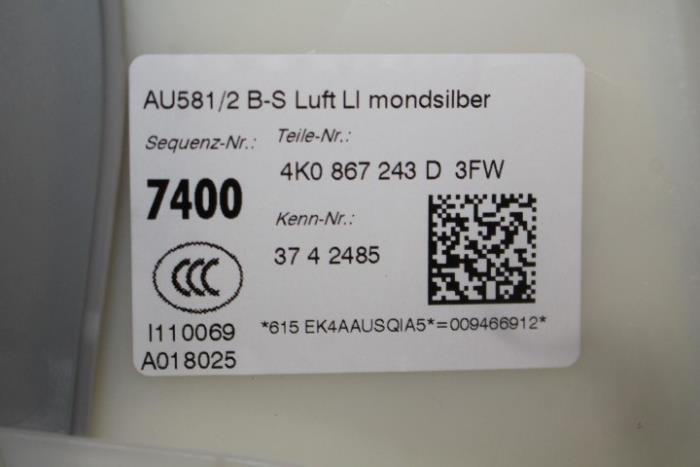 AU581/2 B-S Luft LI mondsilber
Sequenz-Nr.: Teile-Nr.:
7400 4K0 867 243 D 3FW
Kenn-Nr.:
37 4 2485
CCC
I110069 *615 EK4AAUSQIA5*=009466912*
A018025